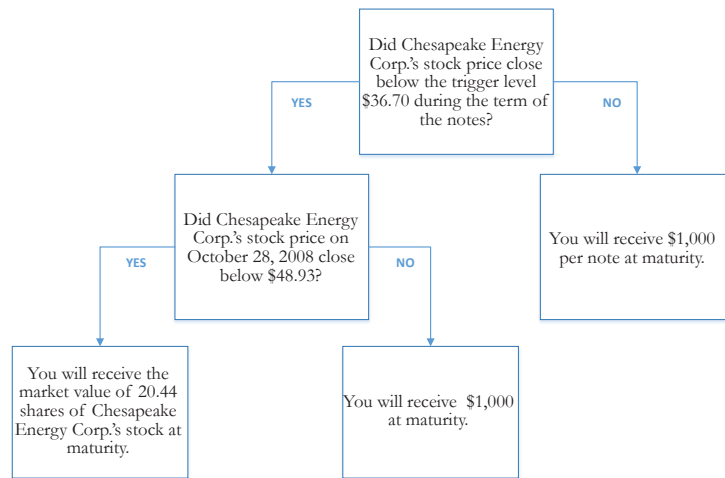 Did Chesapeake Energy
Corp.'s stock price close
below the trigger level
$36.70 during the term of
the notes?
YES
NO
Did Chesapeake Energy
Corp.'s stock price on
October 28, 2008 close
below $48.93?
You will receive $1,000
per note at maturity.
YES
NO
You will receive the
market value of 20.44
shares of Chesapeake
Energy Corp.'s stock at
maturity.
You will receive $1,000
at maturity.